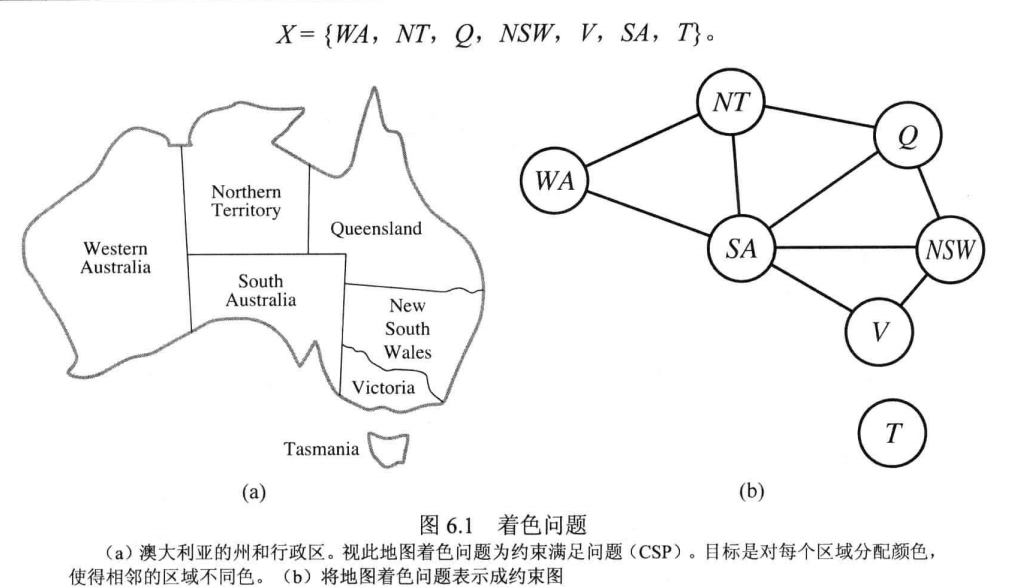 X = {WA, NT, Q, NSW, V, SA, T}。
Northern
Territory
Western
Australia
Queensland
South
Australia
New
South
Wales
Victoria
Tasmania
(a)
NT
Q
WA
SA
NSW
V
T
(b)
图 6.1 着色问题
（a）澳大利亚的州和行政区。视此地图着色问题为约束满足问题（CSP）。目标是对每个区域分配颜色，
使得相邻的区域不同色。（b）将地图着色问题表示成约束图